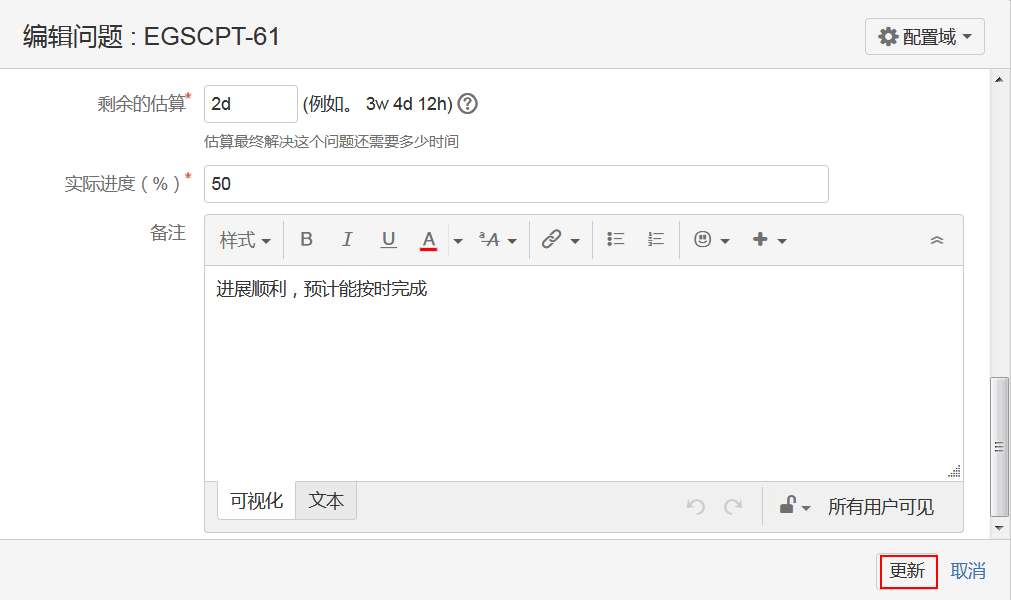 编辑问题 : EGSCPT-61
配置域
剩余的估算* 2d (例如。 3w 4d 12h)
估算最终解决这个问题还需要多少时间
实际进度（%）* 50
备注
样式 B I U A ªA
进展顺利，预计能按时完成
可视化 文本 所有用户可见
更新 取消